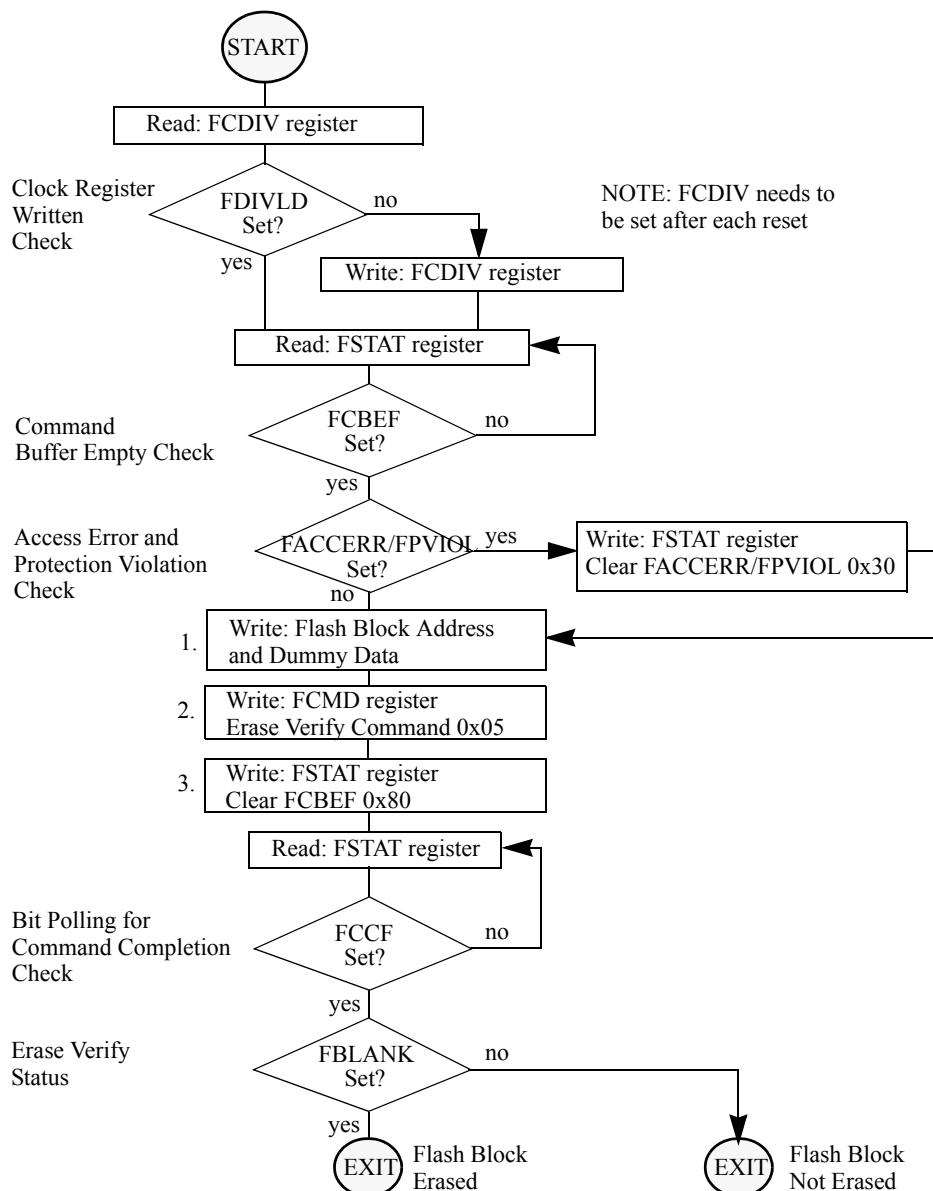 START
Read: FCDIV register
Clock Register
Written
Check
FDIVLD
Set?
no
yes
NOTE: FCDIV needs to
be set after each reset
Write: FCDIV register
Read: FSTAT register
Command
Buffer Empty Check
FCBEF
Set?
no
yes
Access Error and
Protection Violation
Check
FACCERR/FPVIOL
Set?
yes
no
Write: FSTAT register
Clear FACCERR/FPVIOL 0x30
1.
Write: Flash Block Address
and Dummy Data
2.
Write: FCMD register
Erase Verify Command 0x05
3.
Write: FSTAT register
Clear FCBEF 0x80
Read: FSTAT register
Bit Polling for
Command Completion
Check
FCCF
Set?
no
yes
Erase Verify
Status
FBLANK
Set?
no
yes
EXIT
Flash Block
Erased
EXIT
Flash Block
Not Erased